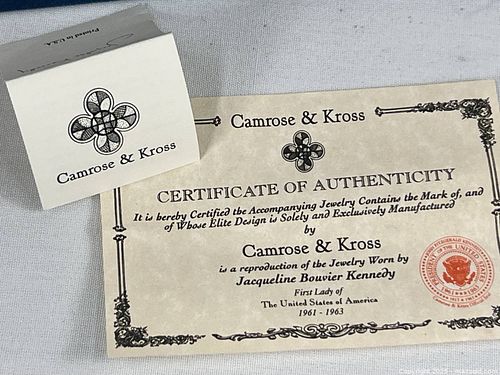 Printed in U.S.A.
Camrose & Kross
Camrose & Kross
CERTIFICATE OF AUTHENTICITY
It is hereby Certified the Accompanying Jewelry Contains the Mark of, and
of Whose Elite Design is Solely and Exclusively Manufactured
by
Camrose & Kross
is a reproduction of the Jewelry Worn by
Jacqueline Bouvier Kennedy
First Lady of
The United States of America
1961 - 1963